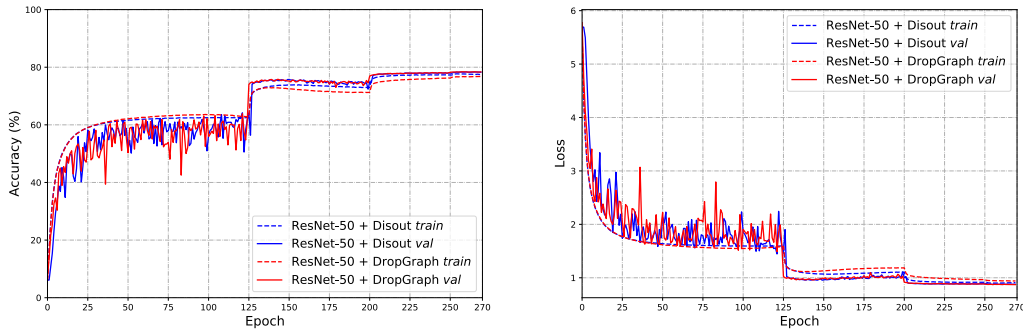 100
80
60
40
20
0
Accuracy (%)
0 25 50 75 100 125 150 175 200 225 250 270
Epoch
ResNet-50 + Disout train
ResNet-50 + Disout val
ResNet-50 + DropGraph train
ResNet-50 + DropGraph val
6
5
4
3
2
1
Loss
0 25 50 75 100 125 150 175 200 225 250 270
Epoch
ResNet-50 + Disout train
ResNet-50 + Disout val
ResNet-50 + DropGraph train
ResNet-50 + DropGraph val